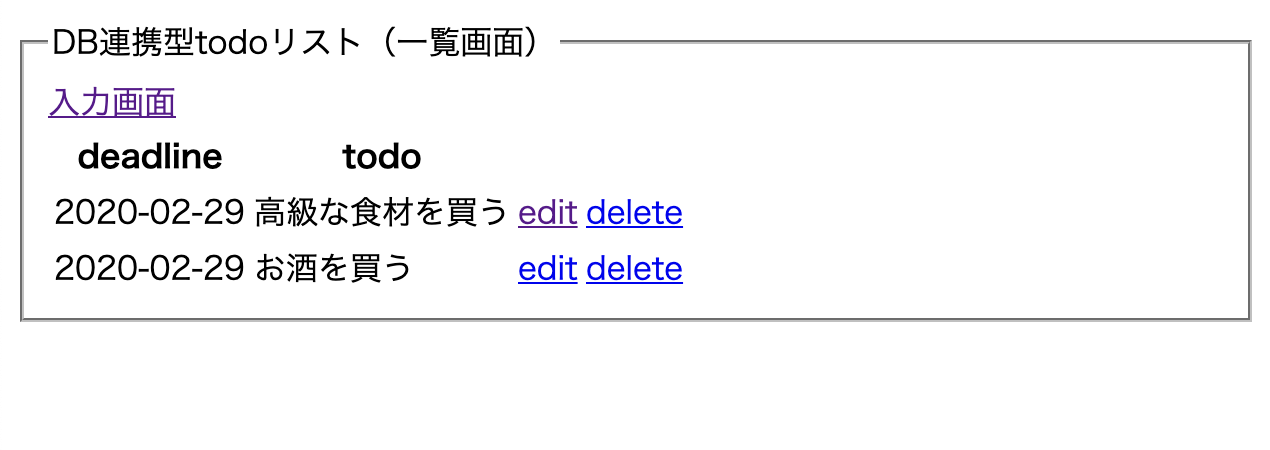 DB連携型todoリスト（一覧画面）
入力画面
deadline todo
2020-02-29 高級な食材を買う edit delete
2020-02-29 お酒を買う edit delete